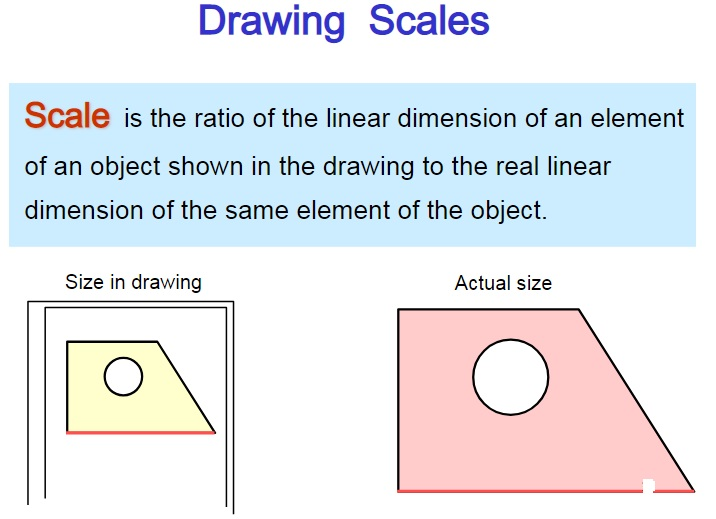 Drawing Scales
Scale is the ratio of the linear dimension of an element
of an object shown in the drawing to the real linear
dimension of the same element of the object.
Size in drawing
Actual size